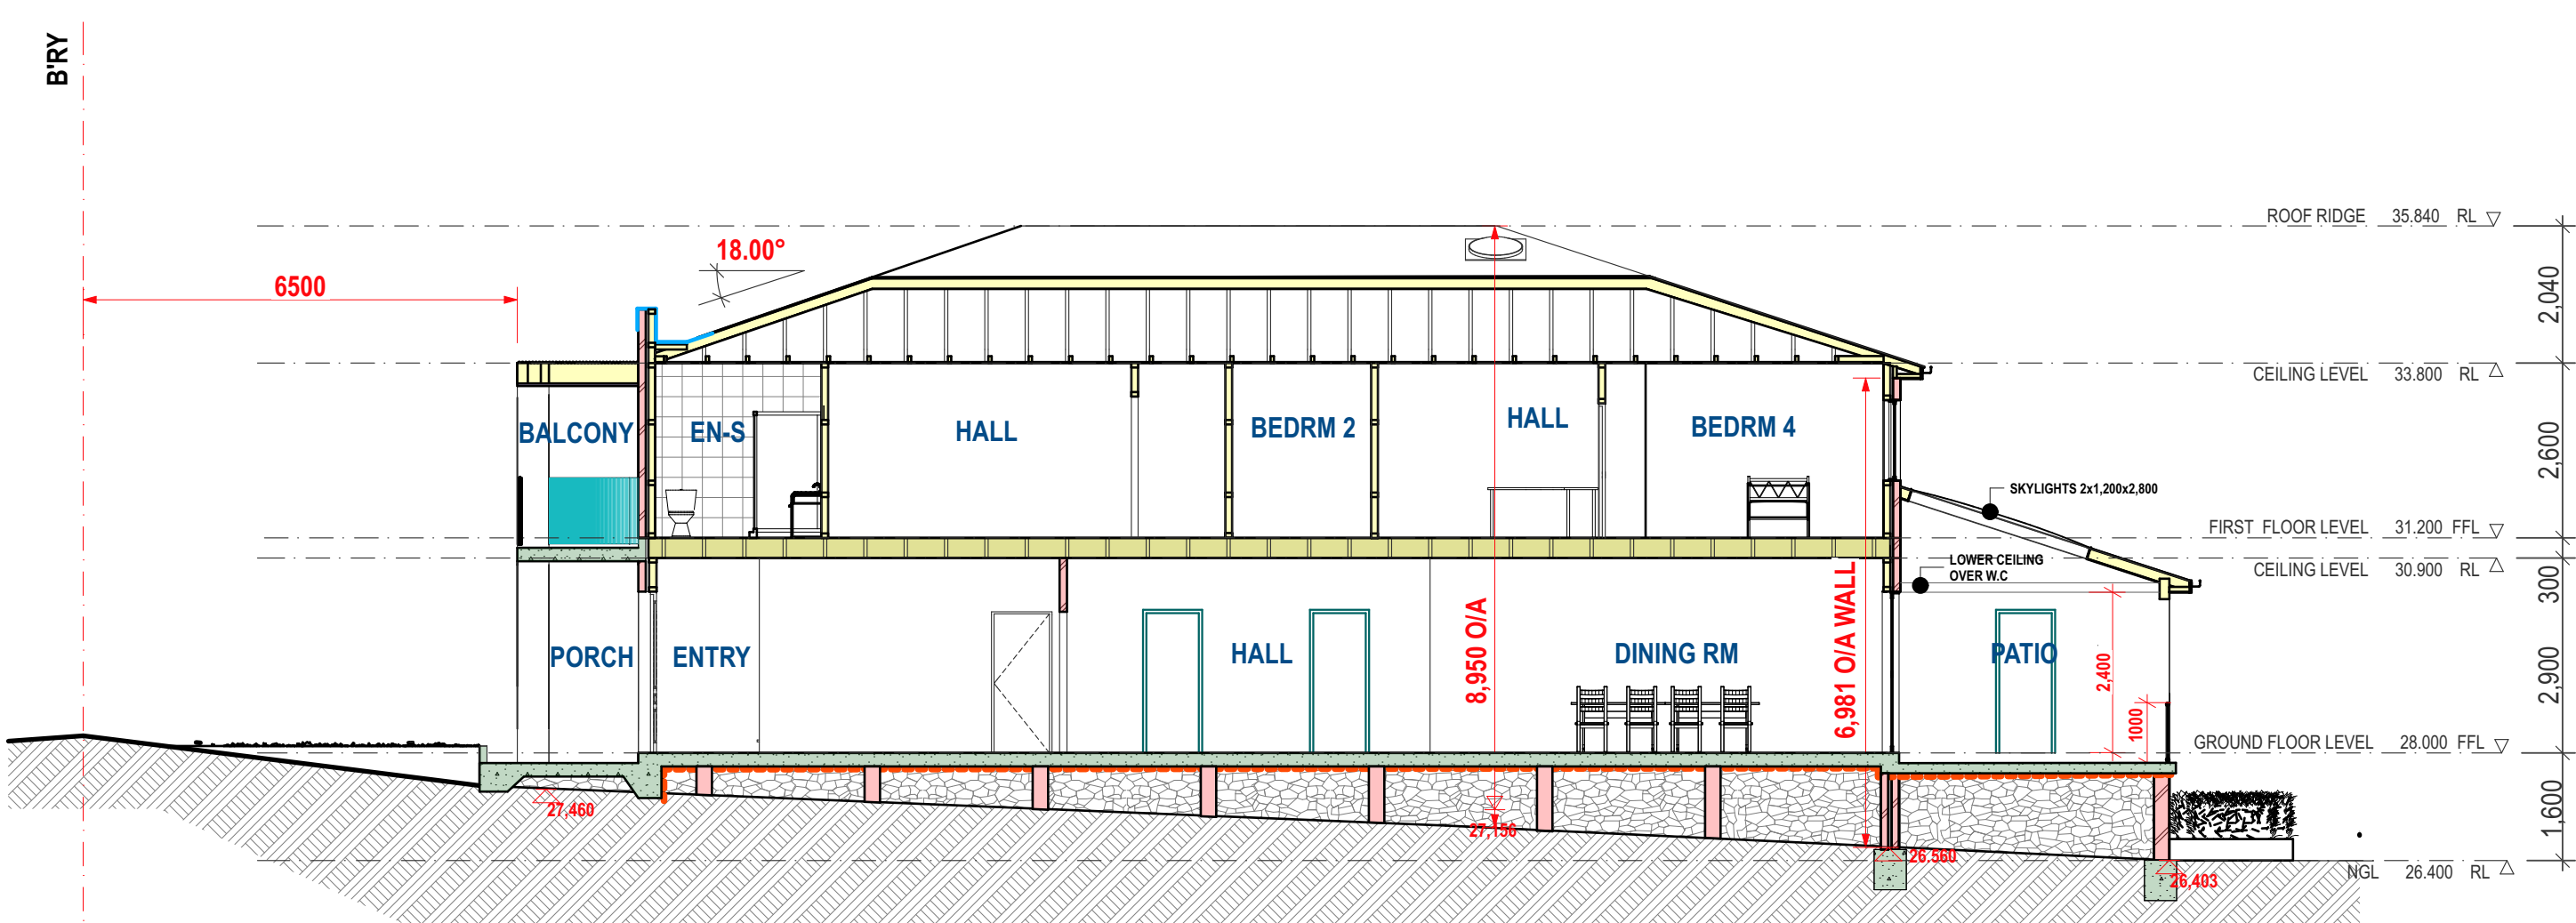 B'RY
ROOF RIDGE 35.840 RL
18.00°
6500
2,040
CEILING LEVEL 33.800 RL
BALCONY
EN-S
HALL
BEDRM 2
HALL
BEDRM 4
2,600
SKYLIGHTS 2x1,200x2,800
FIRST FLOOR LEVEL 31.200 FFL
LOWER CEILING
OVER W.C
CEILING LEVEL 30.900 RL
300
8,950 O/A
6,981 O/A WALL
PORCH
ENTRY
HALL
DINING RM
PATIO
2,400
2,900
1000
GROUND FLOOR LEVEL 28.000 FFL
27,460
27,156
1,600
26.560
26,403
NGL 26.400 RL